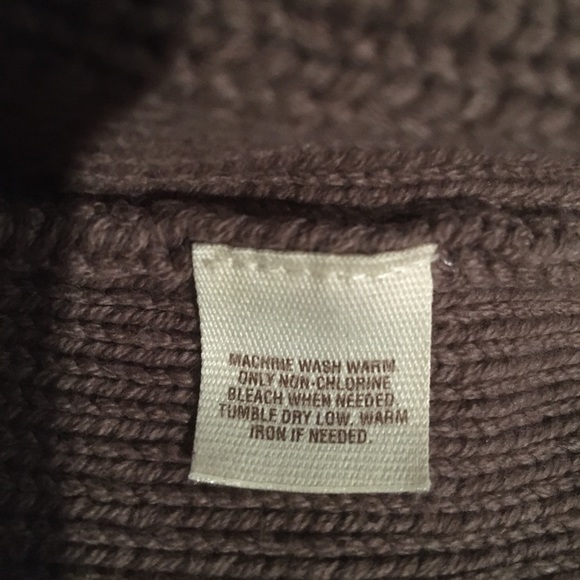 MACHINE WASH WARM
ONLY NON-CHLORINE
BLEACH WHEN NEEDED.
TUMBLE DRY LOW, WARM
IRON IF NEEDED.